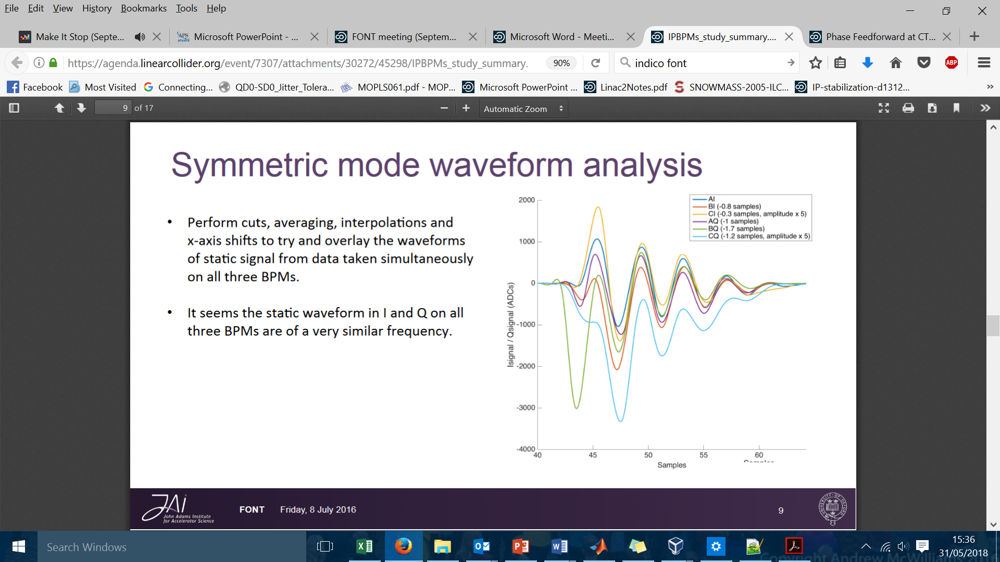 File Edit View History Bookmarks Tools Help
Make It Stop (Septe...
APS physics Microsoft PowerPoint - ...
FONT meeting (Septem...
Microsoft Word - Meeti...
IPBPMs_study_summary....
Phase Feedforward at CT...
https://agenda.linearcollider.org/event/7307/attachments/30272/45298/IPBPMs_study_summary.
90%
indico font
ABP
Facebook
Most Visited
Connecting...
QD0-SD0_Jitter_Tolera...
MOPLS061.pdf - MOP...
Microsoft PowerPoint ...
Linac2Notes.pdf
SNOWMASS-2005-ILC...
IP-stabilization-d1312...
9 of 17
Automatic Zoom
Symmetric mode waveform analysis
• Perform cuts, averaging, interpolations and
x-axis shifts to try and overlay the waveforms
of static signal from data taken simultaneously
on all three BPMs.
• It seems the static waveform in I and Q on all
three BPMs are of a very similar frequency.
AI
BI (-0.8 samples)
CI (-0.3 samples, amplitude x 5)
AQ (-1 samples)
BQ (-1.7 samples)
CQ (-1.2 samples, amplitude x 5)
Isignal / Qsignal (ADCs)
2000
1000
0
-1000
-2000
-3000
-4000
40 45 50 55 60
Samples
JAi
John Adams Institute
for Accelerator Science
FONT Friday, 8 July 2016
9
UNIVERSITY OF OXFORD
Search Windows
15:36
31/05/2018
Copyright Andrew McWilliams